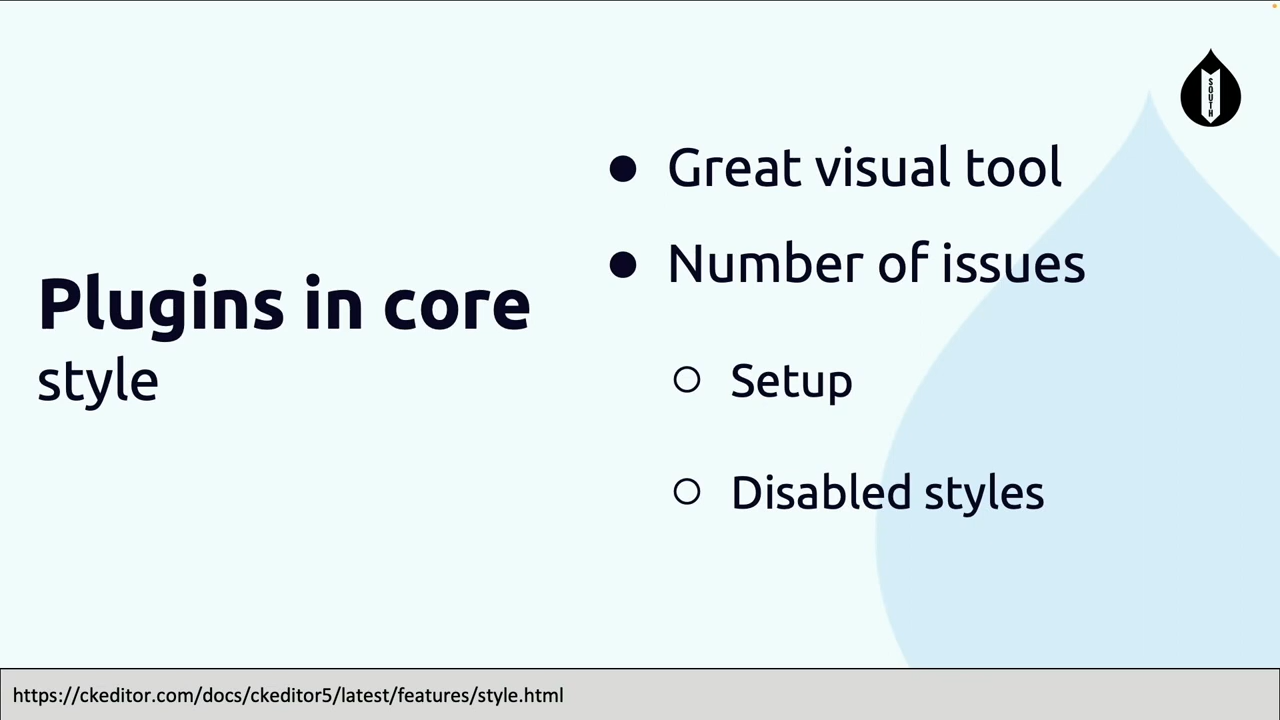 SOUTH
Plugins in core
style
● Great visual tool
● Number of issues
○ Setup
○ Disabled styles
https://ckeditor.com/docs/ckeditor5/latest/features/style.html